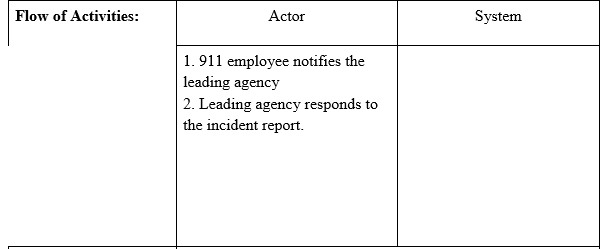 Flow of Activities:
Actor
System
1. 911 employee notifies the
leading agency
2. Leading agency responds to
the incident report.